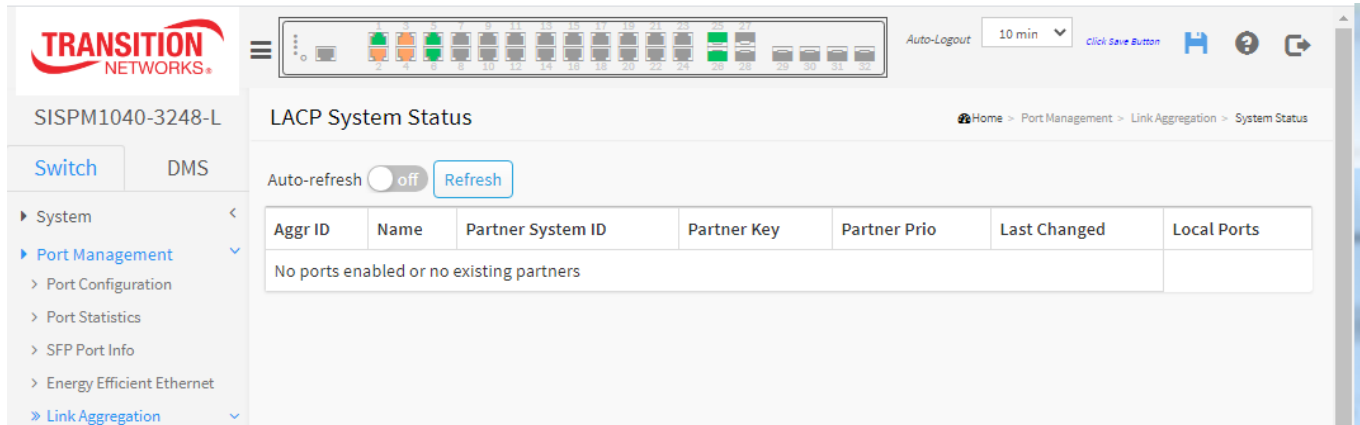 TRANSITION
NETWORKS®
1 3 5 7 9 11 13 15 17 19 21 23 25 27
2 4 6 8 10 12 14 16 18 20 22 24 26 28 29 30 31 32
Auto-Logout 10 min Click Save Button
SISPM1040-3248-L
LACP System Status
Home > Port Management > Link Aggregation > System Status
Switch DMS
Auto-refresh off Refresh
System
Aggr ID Name Partner System ID Partner Key Partner Prio Last Changed Local Ports
No ports enabled or no existing partners
Port Management
> Port Configuration
> Port Statistics
> SFP Port Info
> Energy Efficient Ethernet
» Link Aggregation